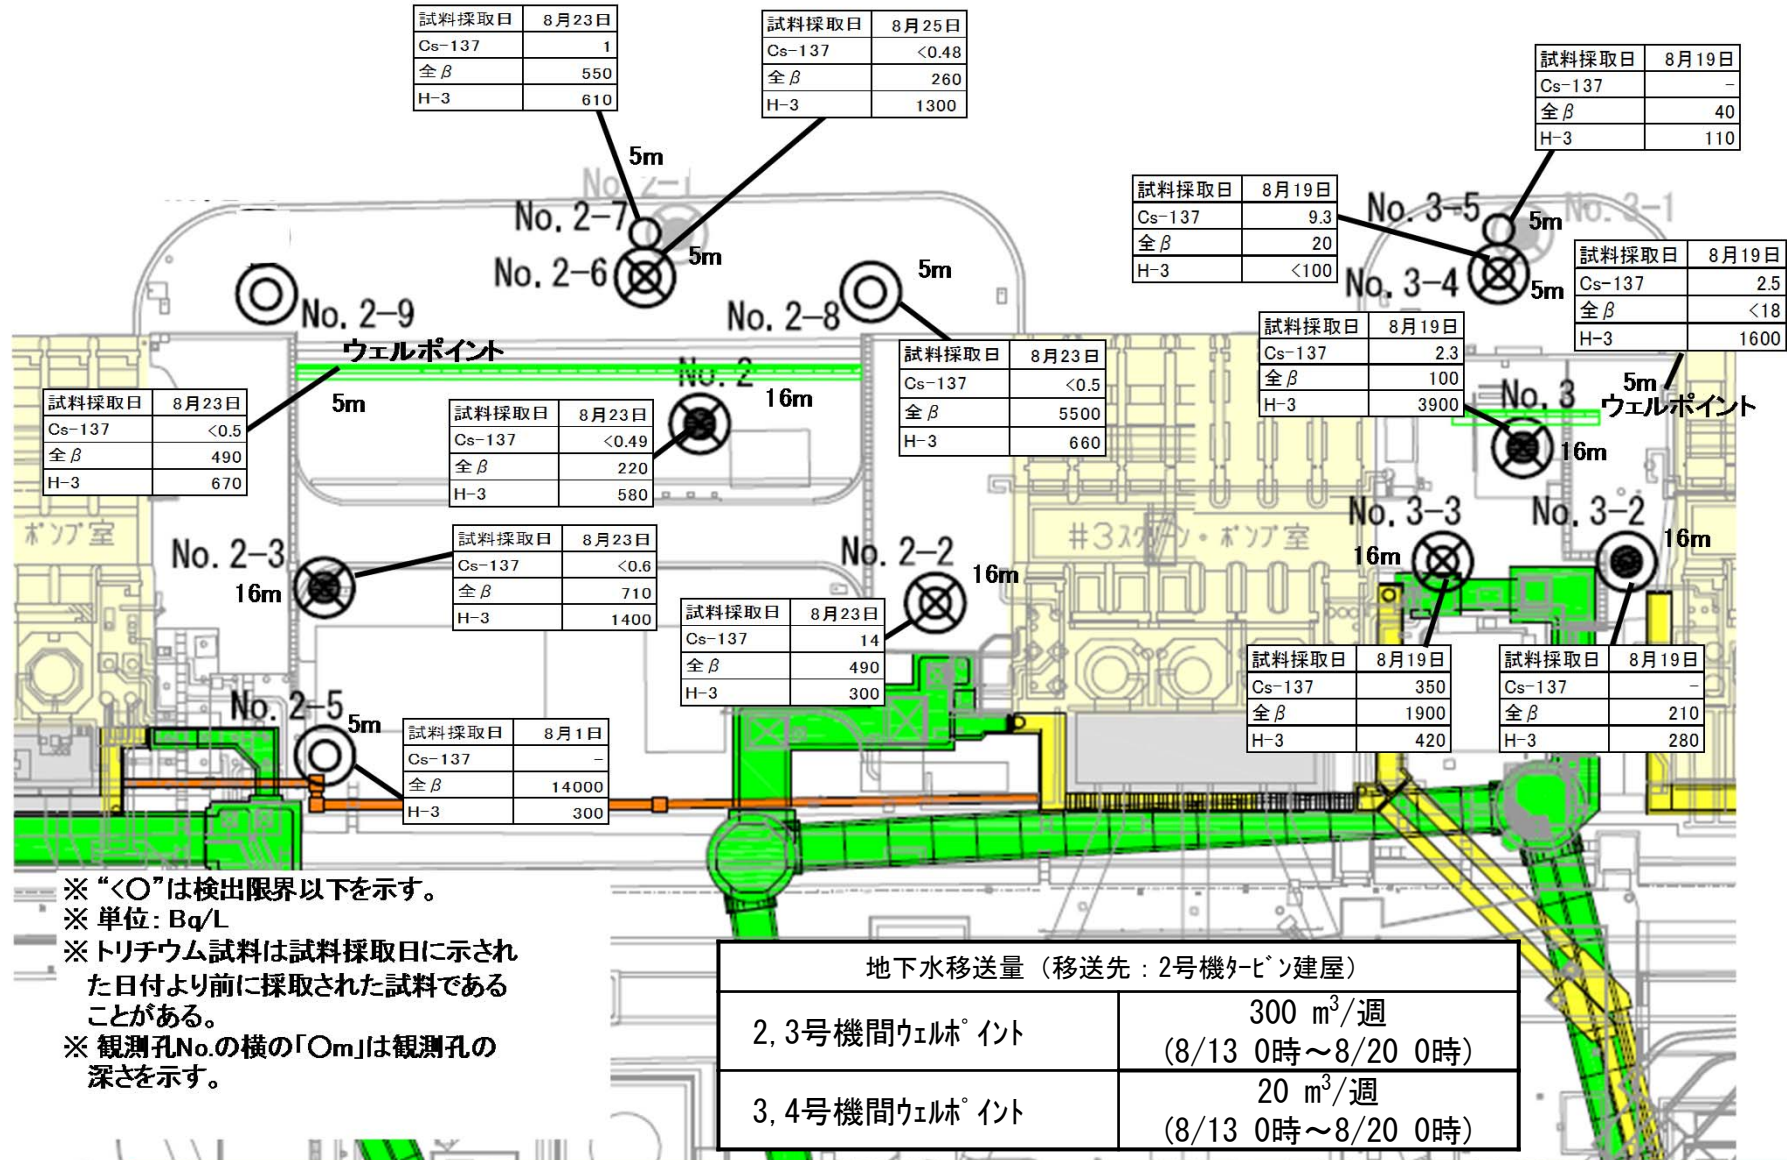 試料採取日 8月23日
Cs-137 1
全β 550
H-3 610
試料採取日 8月25日
Cs-137 <0.48
全β 260
H-3 1300
試料採取日 8月19日
Cs-137 -
全β 40
H-3 110
5m
No. 2-1
No. 2-7
No. 2-6
5m
試料採取日 8月19日
Cs-137 9.3
全β 20
H-3 <100
No. 3-5
5m
No. 3-1
No. 3-4
5m
試料採取日 8月19日
Cs-137 2.5
全β <18
H-3 1600
No. 2-9
No. 2-8
5m
ウェルポイント
5m
試料採取日 8月23日
Cs-137 <0.5
全β 490
H-3 670
No. 2
16m
試料採取日 8月23日
Cs-137 <0.49
全β 220
H-3 580
試料採取日 8月23日
Cs-137 <0.5
全β 5500
H-3 660
試料採取日 8月19日
Cs-137 2.3
全β 100
H-3 3900
No. 3
5m
ウェルポイント
16m
ポンプ室
No. 2-3
16m
試料採取日 8月23日
Cs-137 <0.6
全β 710
H-3 1400
No. 2-2
16m
#3スクリーン・ポンプ室
No. 3-3
16m
No. 3-2
16m
試料採取日 8月23日
Cs-137 14
全β 490
H-3 300
試料採取日 8月19日
Cs-137 350
全β 1900
H-3 420
試料採取日 8月19日
Cs-137 -
全β 210
H-3 280
No. 2-5
5m
試料採取日 8月1日
Cs-137 -
全β 14000
H-3 300
※ “<○”は検出限界以下を示す。
※ 単位: Bq/L
※ トリチウム試料は試料採取日に示され
た日付より前に採取された試料である
ことがある。
※ 観測孔No.の横の「○m」は観測孔の
深さを示す。
地下水移送量（移送先：2号機ﾀｰﾋﾞﾝ建屋）
2,3号機間ｳｪﾙﾎﾟｲﾝﾄ 300 m³/週
(8/13 0時～8/20 0時)
3,4号機間ｳｪﾙﾎﾟｲﾝﾄ 20 m³/週
(8/13 0時～8/20 0時)